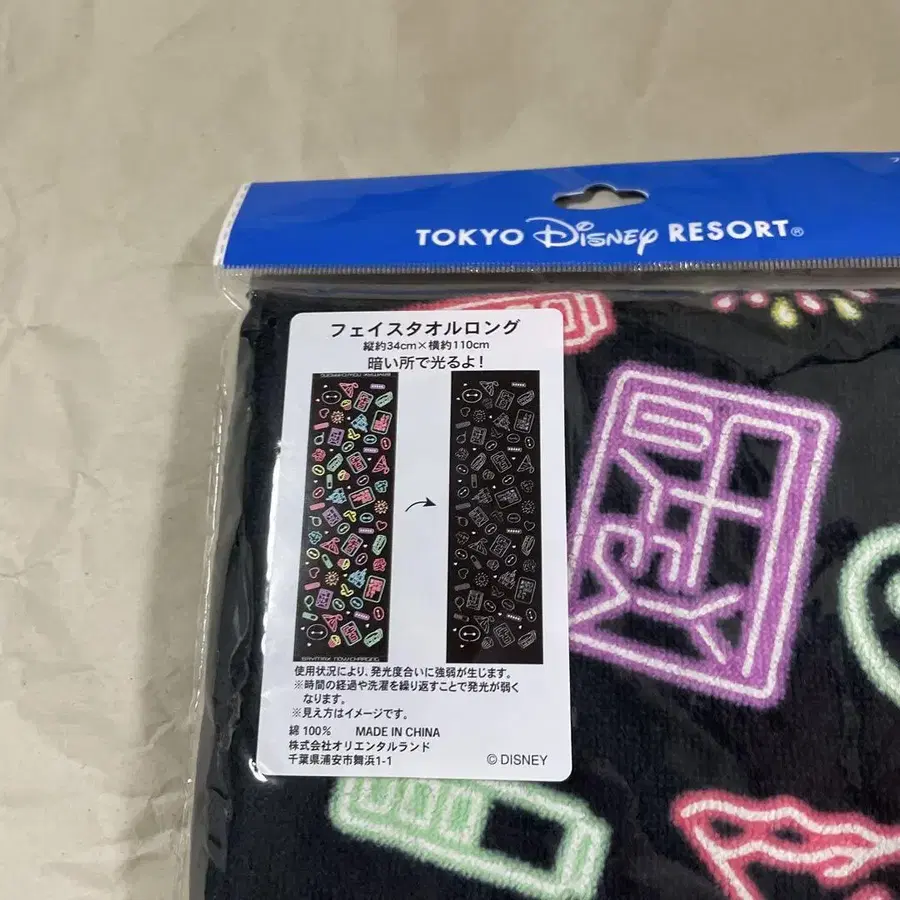 TOKYO Disney RESORT®
フェイスタオルロング
縦約34cm×横約110cm
暗い所で光るよ!
BAYMAX NOW CHARGING
使用状況により、発光度合いに強弱が生じます。
※時間の経過や洗濯を繰り返すことで発光が弱く
なります。
※見え方はイメージです。
綿 100% MADE IN CHINA
株式会社オリエンタルランド
千葉県浦安市舞浜1-1
© DISNEY